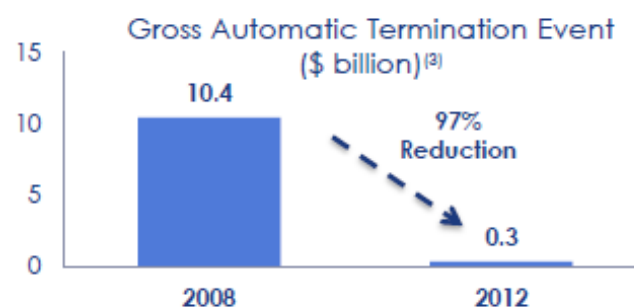 Gross Automatic Termination Event
($ billion)(3)
15
10.4
97%
Reduction
10
5
0.3
0
2008 2012